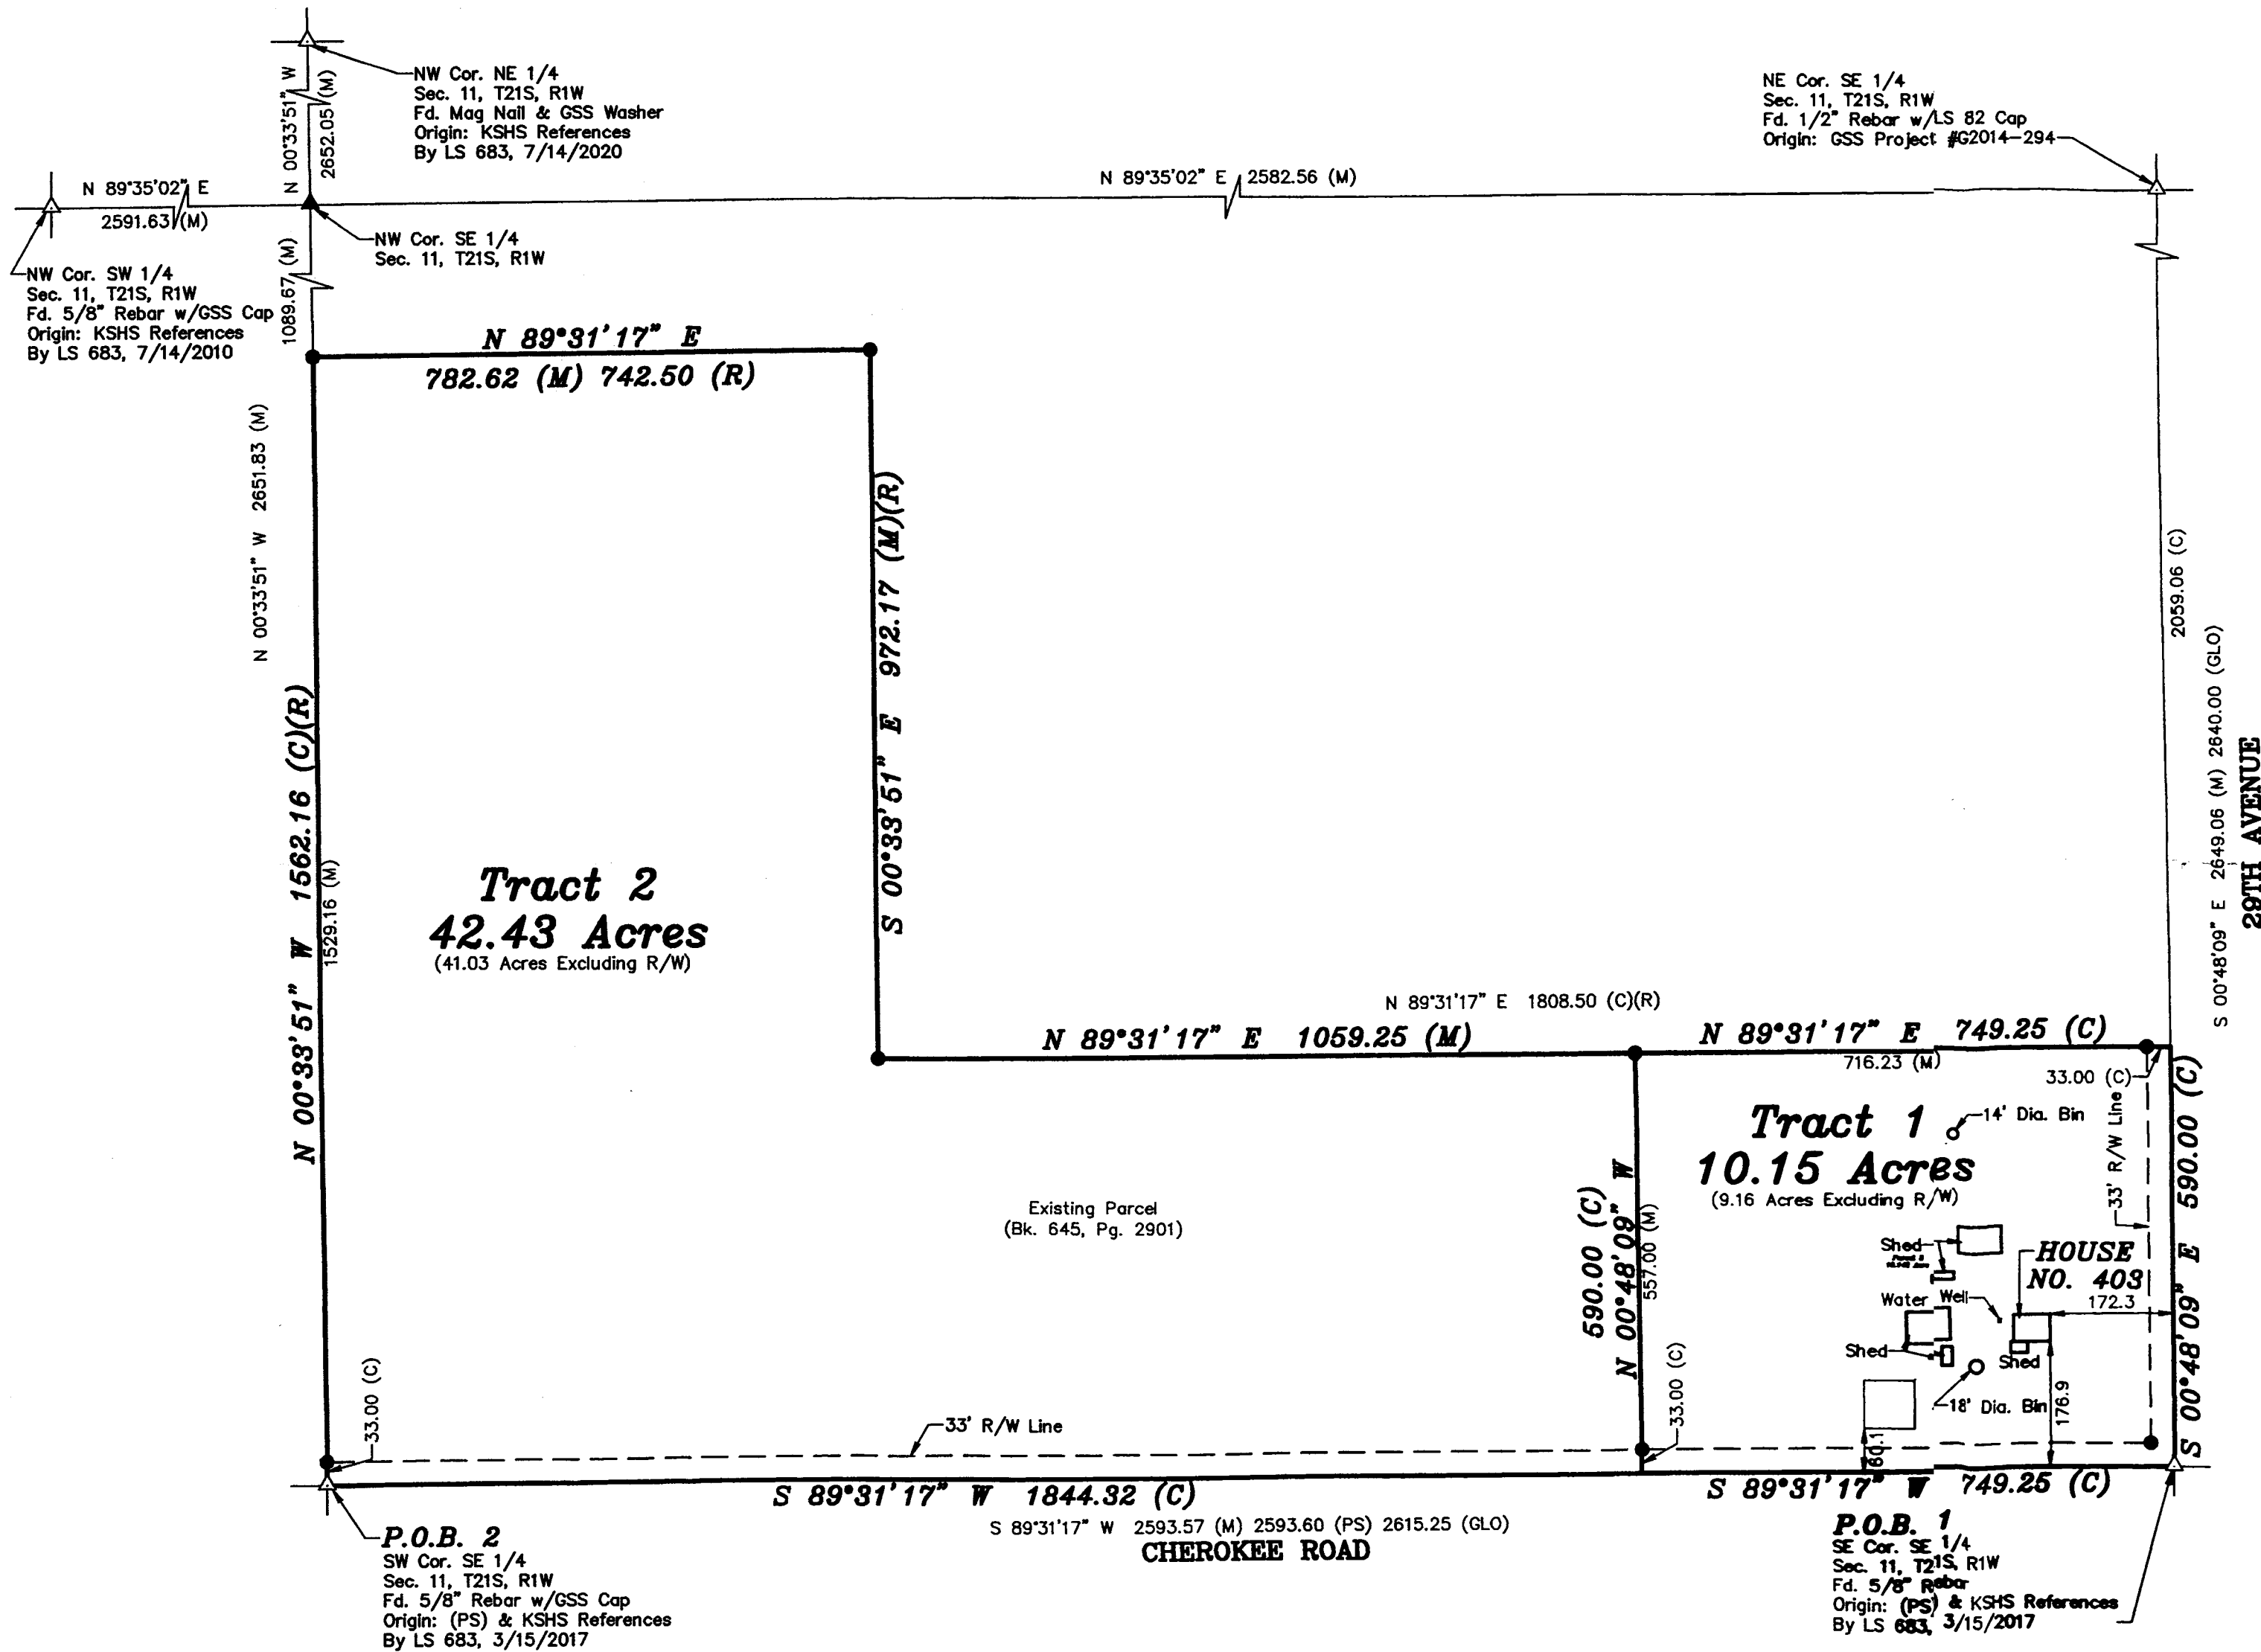 NW Cor. NE 1/4
Sec. 11, T21S, R1W
Fd. Mag Nail & GSS Washer
Origin: KSHS References
By LS 683, 7/14/2020
N 00°33'51" W
2652.05 (M)
NE Cor. SE 1/4
Sec. 11, T21S, R1W
Fd. 1/2" Rebar w/LS 82 Cap
Origin: GSS Project #G2014-294
N 89°35'02" E
2591.63 (M)
N 89°35'02" E 2582.56 (M)
NW Cor. SE 1/4
Sec. 11, T21S, R1W
NW Cor. SW 1/4
Sec. 11, T21S, R1W
Fd. 5/8" Rebar w/GSS Cap
Origin: KSHS References
By LS 683, 7/14/2010
1089.67 (M)
N 89°31'17" E
782.62 (M) 742.50 (R)
N 00°33'51" W 2651.83 (M)
S 00°33'51" E 972.17 (M)(R)
2059.06 (C)
S 00°48'09" E 2649.06 (M) 2640.00 (GLO)
29TH AVENUE
N 00°33'51" W 1562.16 (C)(R)
1529.16 (M)
Tract 2
42.43 Acres
(41.03 Acres Excluding R/W)
N 89°31'17" E 1808.50 (C)(R)
N 89°31'17" E 1059.25 (M)
N 89°31'17" E 749.25 (C)
716.23 (M)
33.00 (C)
33' R/W Line
Tract 1
10.15 Acres
(9.16 Acres Excluding R/W)
14' Dia. Bin
S 00°48'09" E 590.00 (C)
Existing Parcel
(Bk. 645, Pg. 2901)
590.00 (C)
N 00°48'09" W
557.00 (M)
Shed
HOUSE
NO. 403
172.3
Water Well
Shed
Shed
18' Dia. Bin
176.9
60.1
33.00 (C)
33.00 (C)
33' R/W Line
S 89°31'17" W 1844.32 (C)
S 89°31'17" W 749.25 (C)
S 89°31'17" W 2593.57 (M) 2593.60 (PS) 2615.25 (GLO)
CHEROKEE ROAD
P.O.B. 2
SW Cor. SE 1/4
Sec. 11, T21S, R1W
Fd. 5/8" Rebar w/GSS Cap
Origin: (PS) & KSHS References
By LS 683, 3/15/2017
P.O.B. 1
SE Cor. SE 1/4
Sec. 11, T21S, R1W
Fd. 5/8" Rebar
Origin: (PS) & KSHS References
By LS 683, 3/15/2017